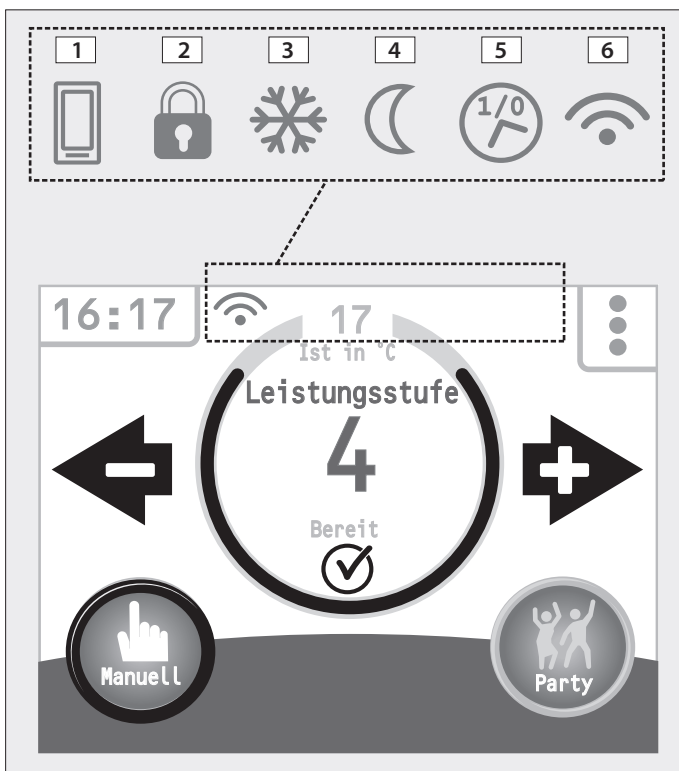 1 2 3 4 5 6
1/0
16:17
17
Ist in °C
Leistungsstufe
4
Bereit
Manuell
Party